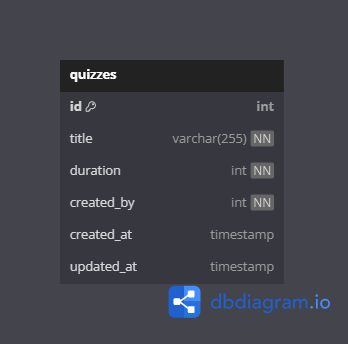 quizzes
id int
title varchar(255) NN
duration int NN
created_by int NN
created_at timestamp
updated_at timestamp
dbdiagram.io